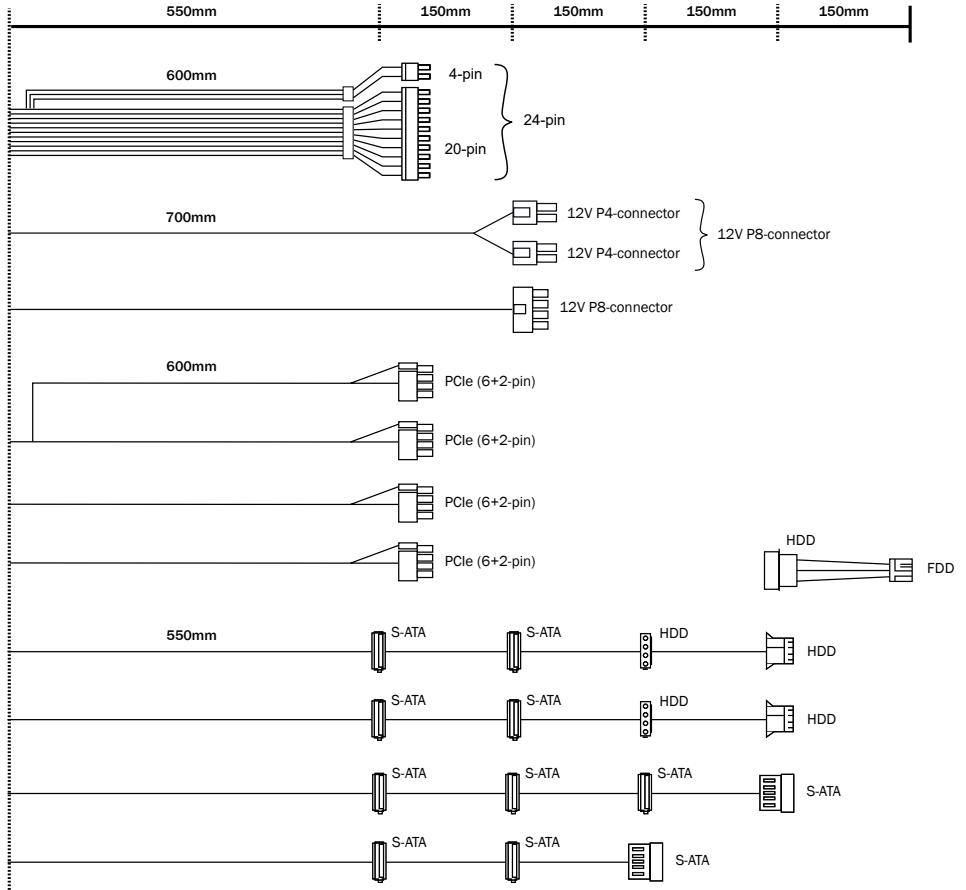 550mm 150mm 150mm 150mm 150mm
600mm
4-pin
24-pin
20-pin
700mm
12V P4-connector
12V P8-connector
12V P4-connector
12V P8-connector
600mm
PCIe (6+2-pin)
PCIe (6+2-pin)
PCIe (6+2-pin)
HDD
PCIe (6+2-pin)
FDD
550mm
S-ATA S-ATA HDD
HDD
S-ATA S-ATA HDD
HDD
S-ATA S-ATA S-ATA
S-ATA
S-ATA S-ATA
S-ATA